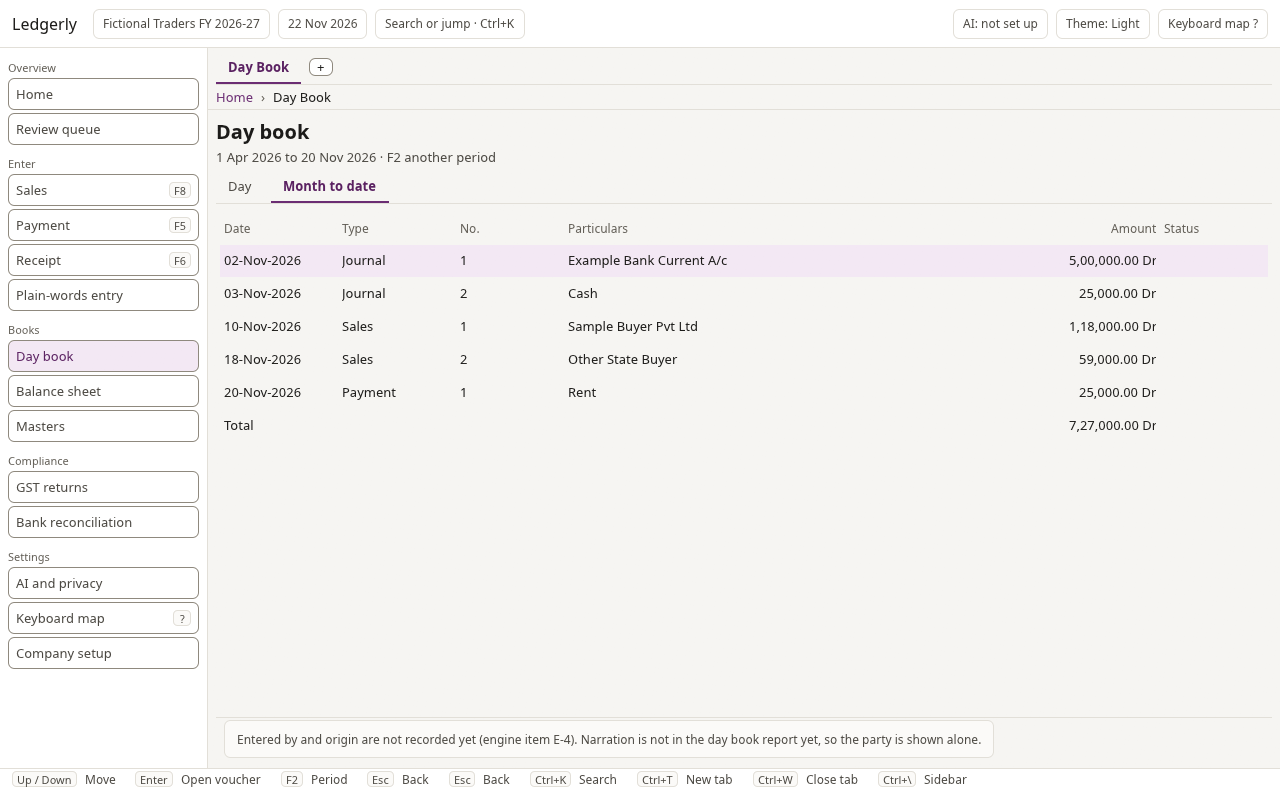 Ledgerly
Fictional Traders FY 2026-27
22 Nov 2026
Search or jump · Ctrl+K
AI: not set up
Theme: Light
Keyboard map ?
Overview
Home
Review queue
Enter
Sales F8
Payment F5
Receipt F6
Plain-words entry
Books
Day book
Balance sheet
Masters
Compliance
GST returns
Bank reconciliation
Settings
AI and privacy
Keyboard map ?
Company setup
Day Book +
Home › Day Book
Day book
1 Apr 2026 to 20 Nov 2026 · F2 another period
Day Month to date
Date Type No. Particulars Amount Status
02-Nov-2026 Journal 1 Example Bank Current A/c 5,00,000.00 Dr
03-Nov-2026 Journal 2 Cash 25,000.00 Dr
10-Nov-2026 Sales 1 Sample Buyer Pvt Ltd 1,18,000.00 Dr
18-Nov-2026 Sales 2 Other State Buyer 59,000.00 Dr
20-Nov-2026 Payment 1 Rent 25,000.00 Dr
Total 7,27,000.00 Dr
Entered by and origin are not recorded yet (engine item E-4). Narration is not in the day book report yet, so the party is shown alone.
Up / Down Move Enter Open voucher F2 Period Esc Back Esc Back Ctrl+K Search Ctrl+T New tab Ctrl+W Close tab Ctrl+\ Sidebar